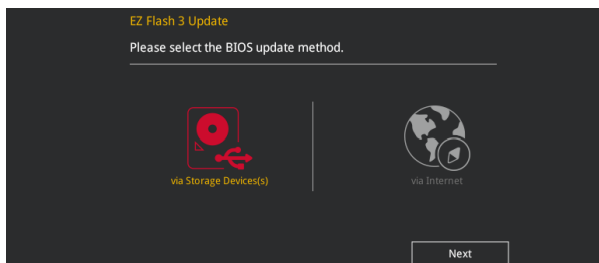 EZ Flash 3 Update
Please select the BIOS update method.
via Storage Devices(s)
via Internet
Next